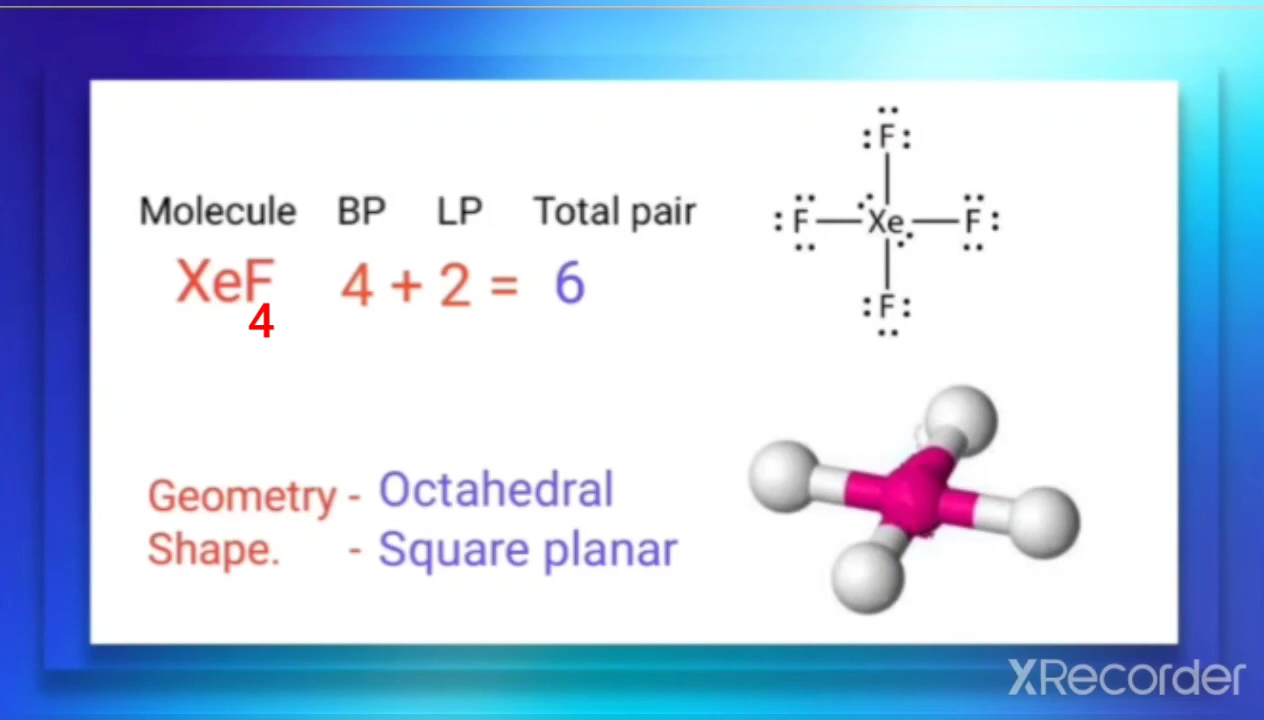 Molecule BP LP Total pair
XeF4 4 + 2 = 6
:F:
:F—Xe—F:
:F:
Geometry - Octahedral
Shape. - Square planar
XRecorder